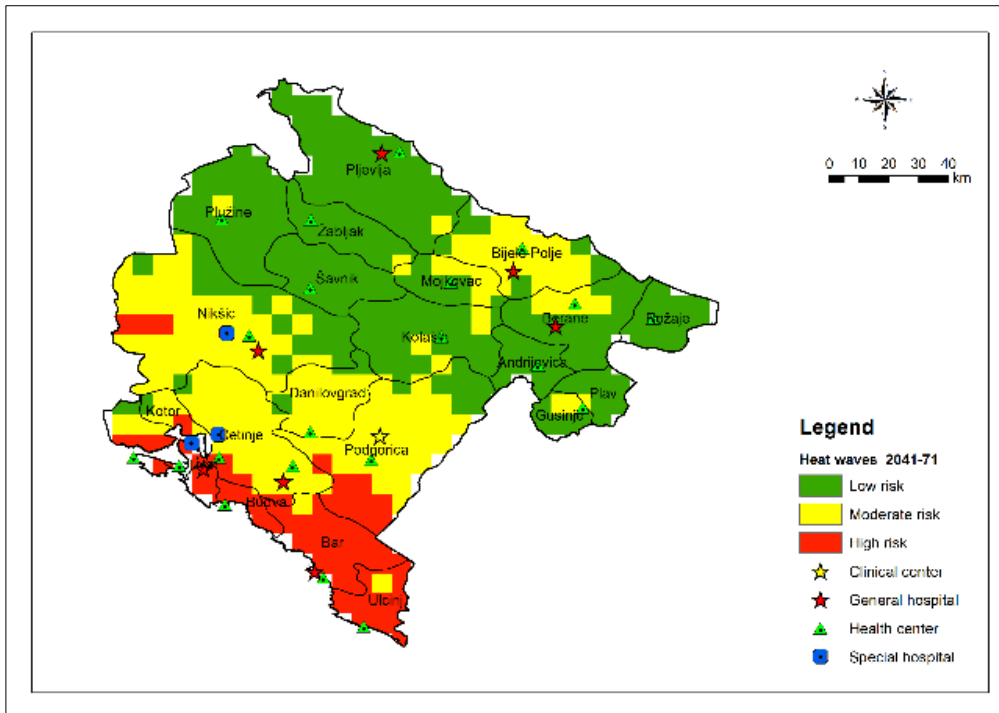 0 10 20 30 40
km
Pljevlja
Plužine
Žabljak
Bijelo Polje
Šavnik
Mojkovac
Nikšić
Berane
Rožaje
Kolašin
Andrijevica
Danilovgrad
Plav
Kotor
Gusinje
Cetinje
Podgorica
Budva
Bar
Ulcinj
Legend
Heat waves 2041-71
Low risk
Moderate risk
High risk
Clinical center
General hospital
Health center
Special hospital